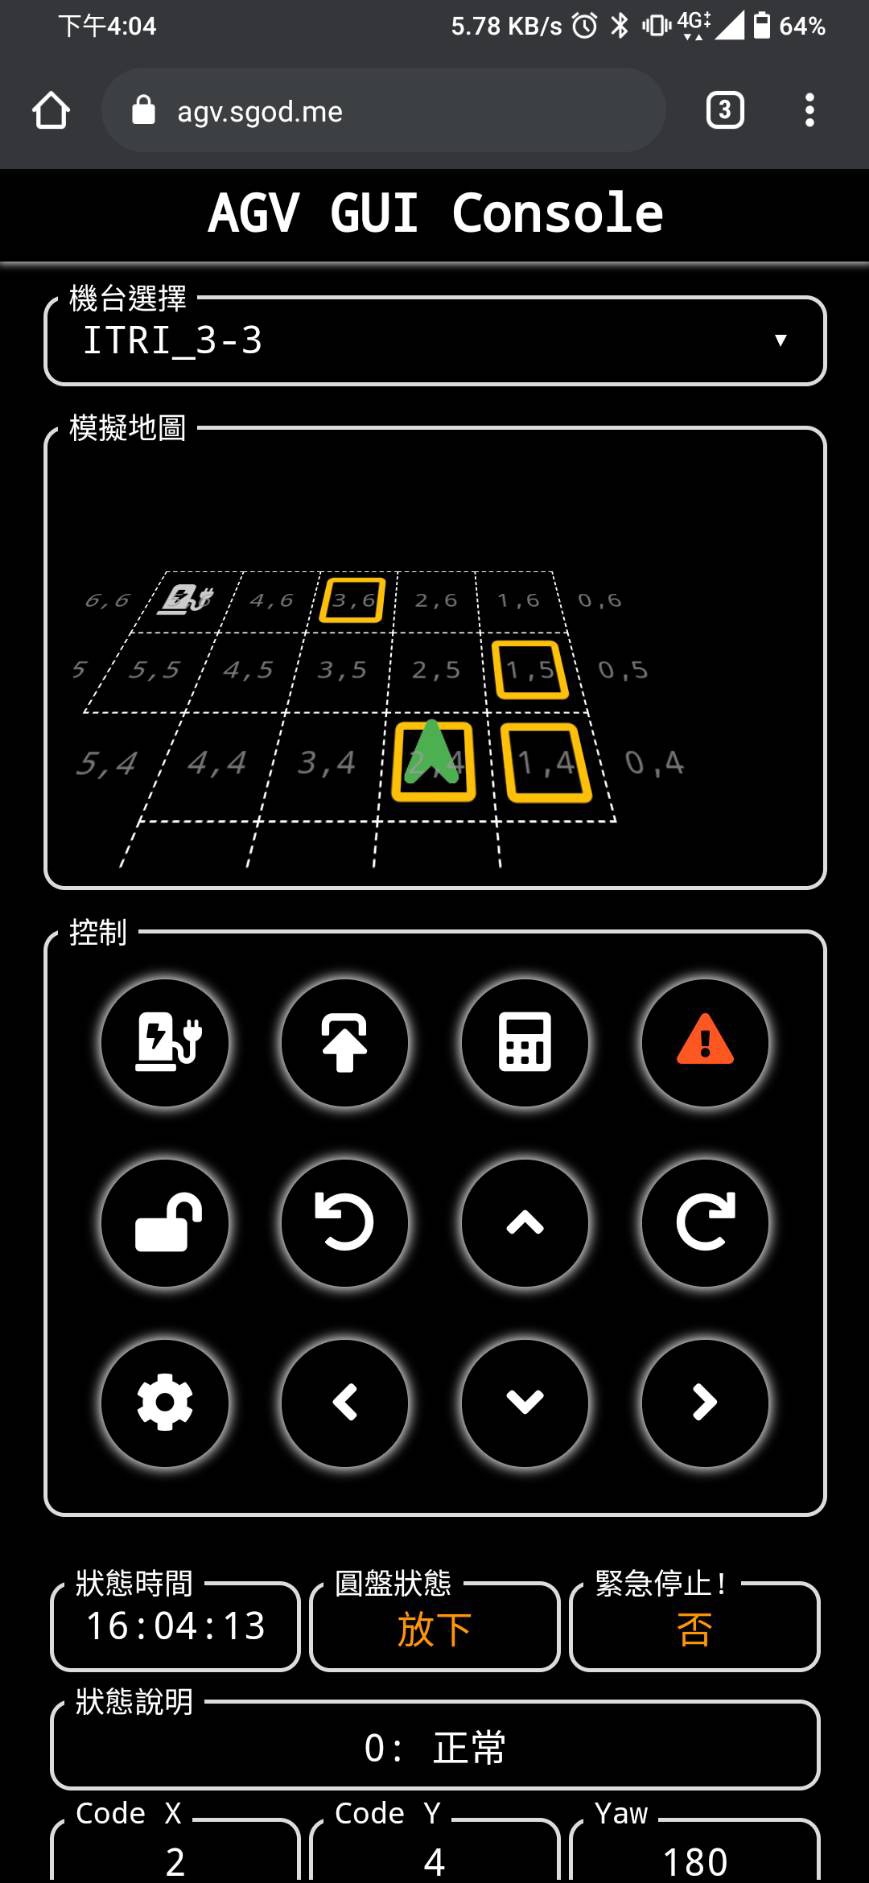 下午4:04
5.78 KB/s 4G+ 64%
agv.sgod.me
3
AGV GUI Console
機台選擇
ITRI_3-3
模擬地圖
6,6 4,6 3,6 2,6 1,6 0,6
5 5,5 4,5 3,5 2,5 1,5 0,5
5,4 4,4 3,4 2,4 1,4 0,4
控制
狀態時間 圓盤狀態 緊急停止!
16:04:13 放下 否
狀態說明
0: 正常
Code X Code Y Yaw
2 4 180